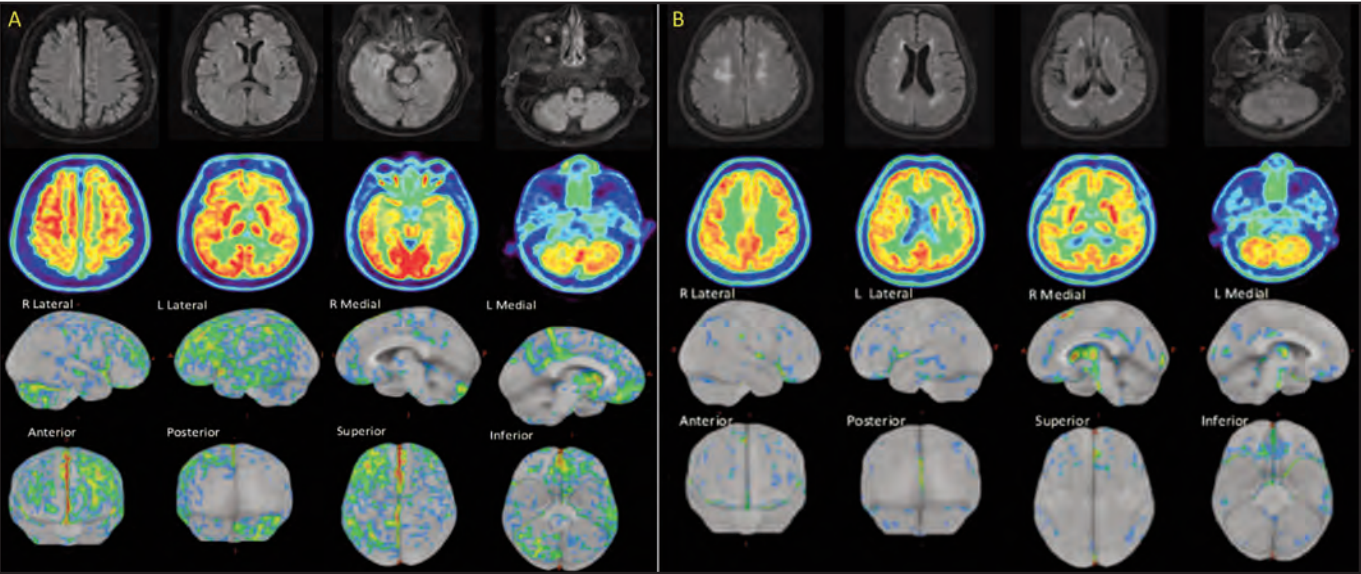 A
B
R Lateral
L Lateral
R Medial
L Medial
R Lateral
L Lateral
R Medial
L Medial
Anterior
Posterior
Superior
Inferior
Anterior
Posterior
Superior
Inferior